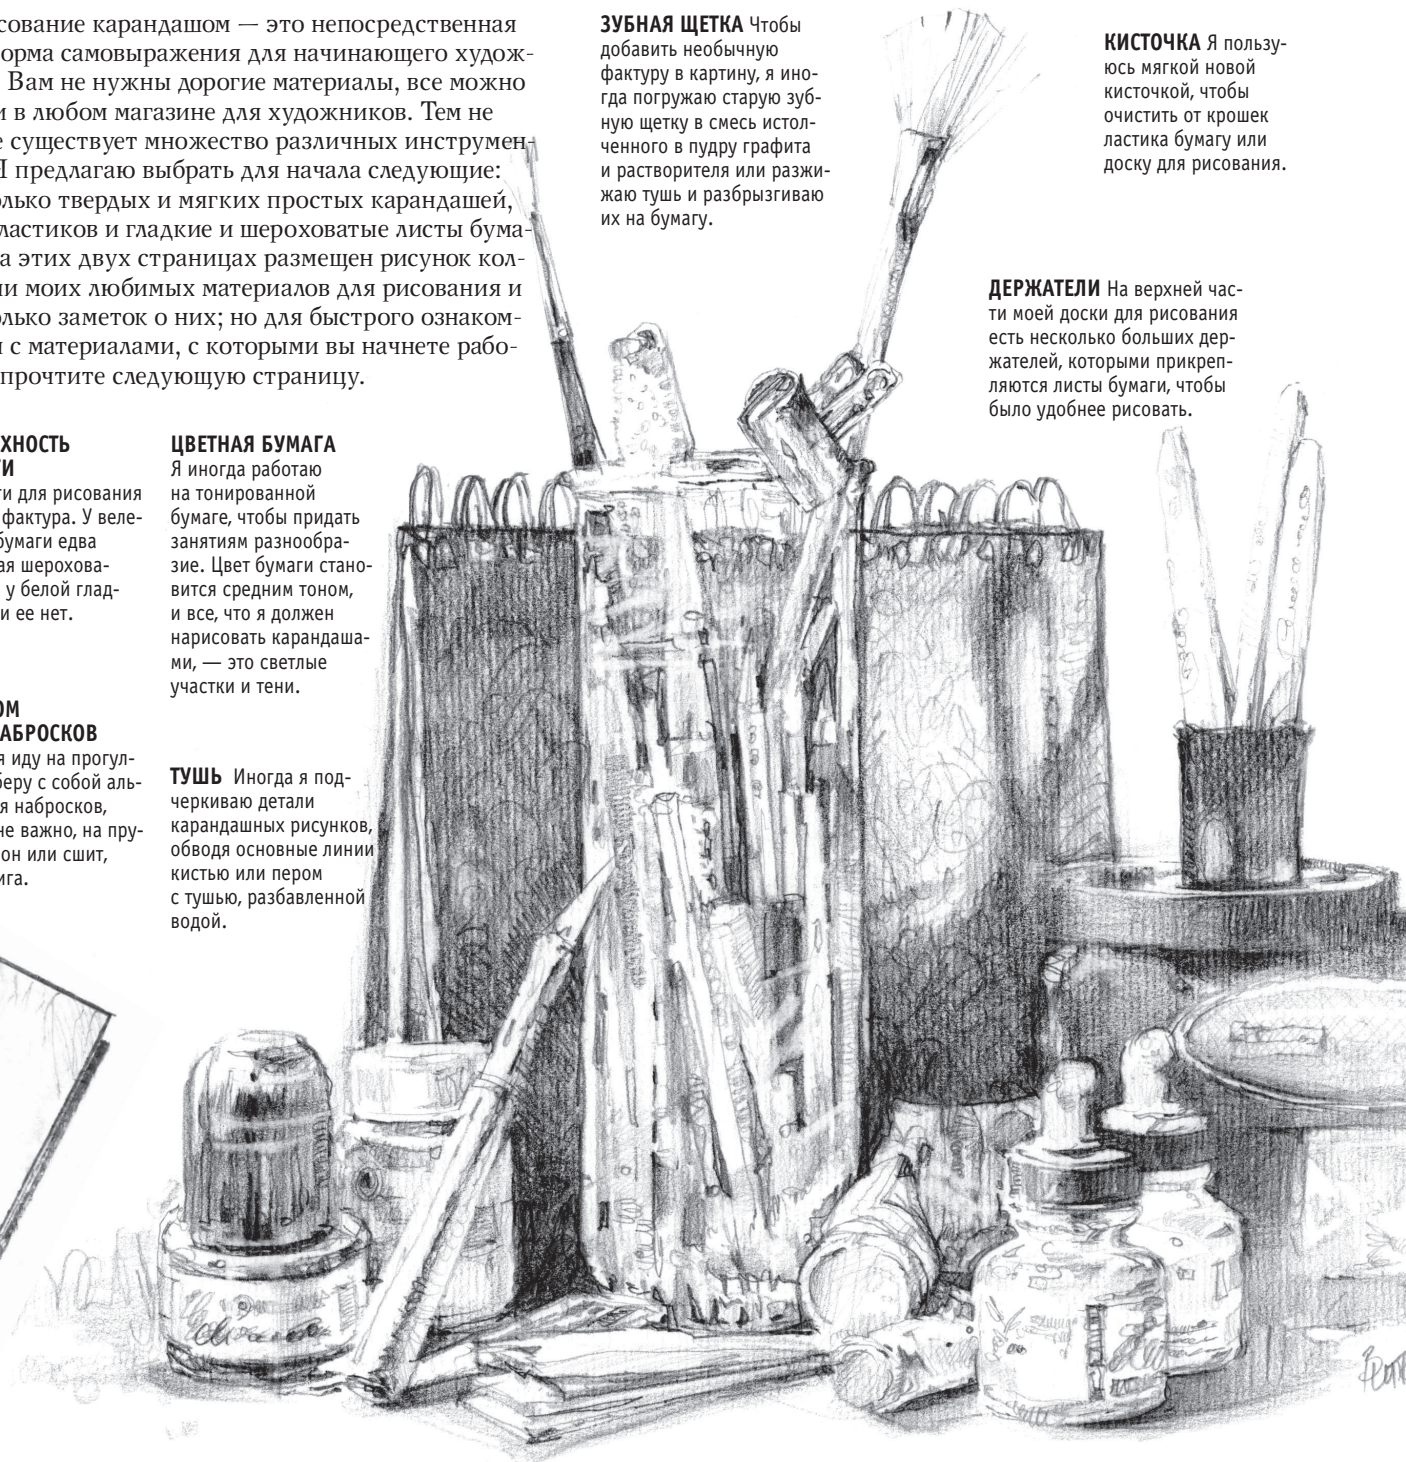 сование карандашом — это непосредственная
орма самовыражения для начинающего худож-
Вам не нужны дорогие материалы, все можно
и в любом магазине для художников. Тем не
е существует множество различных инструмен-
Я предлагаю выбрать для начала следующие:
олько твердых и мягких простых карандашей,
ластиков и гладкие и шероховатые листы бума-
а этих двух страницах размещен рисунок кол-
ии моих любимых материалов для рисования и
олько заметок о них; но для быстрого ознаком-
я с материалами, с которыми вы начнете рабо-
прочтите следующую страницу.
ХНОСТЬ
ГИ
ги для рисования
фактура. У веле-
бумаги едва
ая шерохова-
у белой глад-
и ее нет.
ОМ
АБРОСКОВ
я иду на прогул-
беру с собой аль-
я набросков,
не важно, на пру-
он или сшит,
ига.
ЦВЕТНАЯ БУМАГА
Я иногда работаю
на тонированной
бумаге, чтобы придать
занятиям разнообра-
зие. Цвет бумаги стано-
вится средним тоном,
и все, что я должен
нарисовать карандаша-
ми, — это светлые
участки и тени.
ТУШЬ Иногда я под-
черкиваю детали
карандашных рисунков,
обводя основные линии
кистью или пером
с тушью, разбавленной
водой.
ЗУБНАЯ ЩЕТКА Чтобы
добавить необычную
фактуру в картину, я ино-
гда погружаю старую зуб-
ную щетку в смесь истол-
ченного в пудру графита
и растворителя или разжи-
жаю тушь и разбрызгиваю
их на бумагу.
КИСТОЧКА Я пользу-
юсь мягкой новой
кисточкой, чтобы
очистить от крошек
ластика бумагу или
доску для рисования.
ДЕРЖАТЕЛИ На верхней час-
ти моей доски для рисования
есть несколько больших дер-
жателей, которыми прикреп-
ляются листы бумаги, чтобы
было удобнее рисовать.